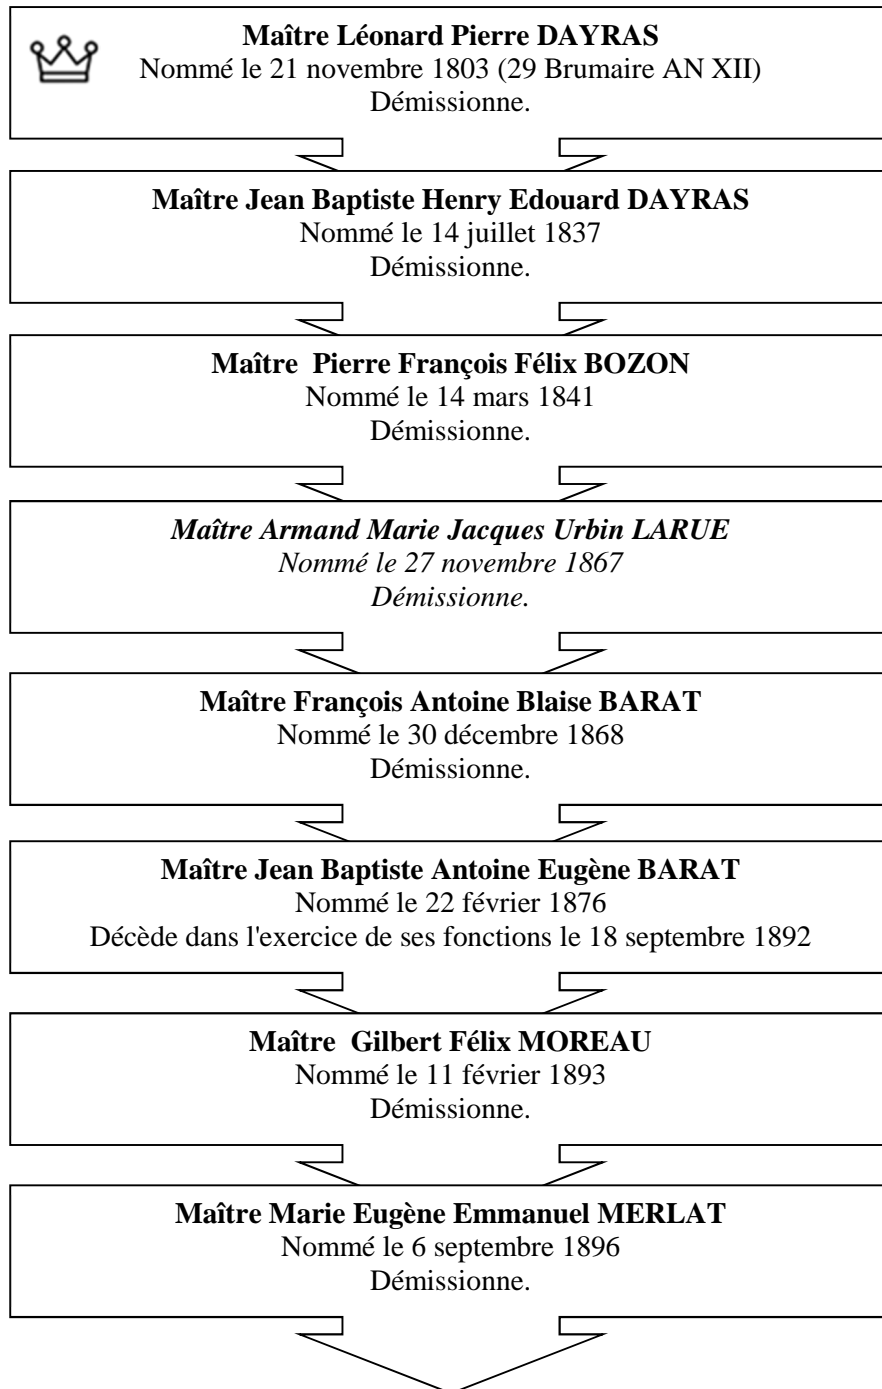 Maître Léonard Pierre DAYRAS
Nommé le 21 novembre 1803 (29 Brumaire AN XII)
Démissionne.
Maître Jean Baptiste Henry Edouard DAYRAS
Nommé le 14 juillet 1837
Démissionne.
Maître Pierre François Félix BOZON
Nommé le 14 mars 1841
Démissionne.
Maître Armand Marie Jacques Urbin LARUE
Nommé le 27 novembre 1867
Démissionne.
Maître François Antoine Blaise BARAT
Nommé le 30 décembre 1868
Démissionne.
Maître Jean Baptiste Antoine Eugène BARAT
Nommé le 22 février 1876
Décède dans l'exercice de ses fonctions le 18 septembre 1892
Maître Gilbert Félix MOREAU
Nommé le 11 février 1893
Démissionne.
Maître Marie Eugène Emmanuel MERLAT
Nommé le 6 septembre 1896
Démissionne.